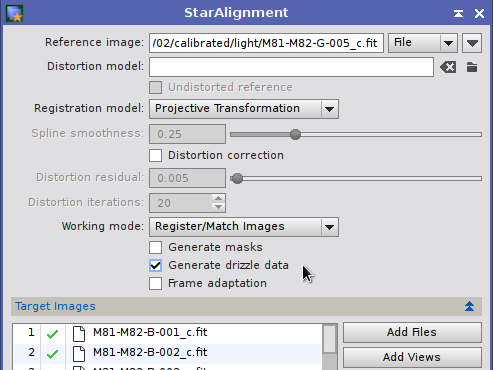 StarAlignment
Reference image: /02/calibrated/light/M81-M82-G-005_c.fit File
Distortion model:
Undistorted reference
Registration model: Projective Transformation
Spline smoothness: 0.25
Distortion correction
Distortion residual: 0.005
Distortion iterations: 20
Working mode: Register/Match Images
Generate masks
Generate drizzle data
Frame adaptation
Target Images
1 M81-M82-B-001_c.fit Add Files
2 M81-M82-B-002_c.fit Add Views